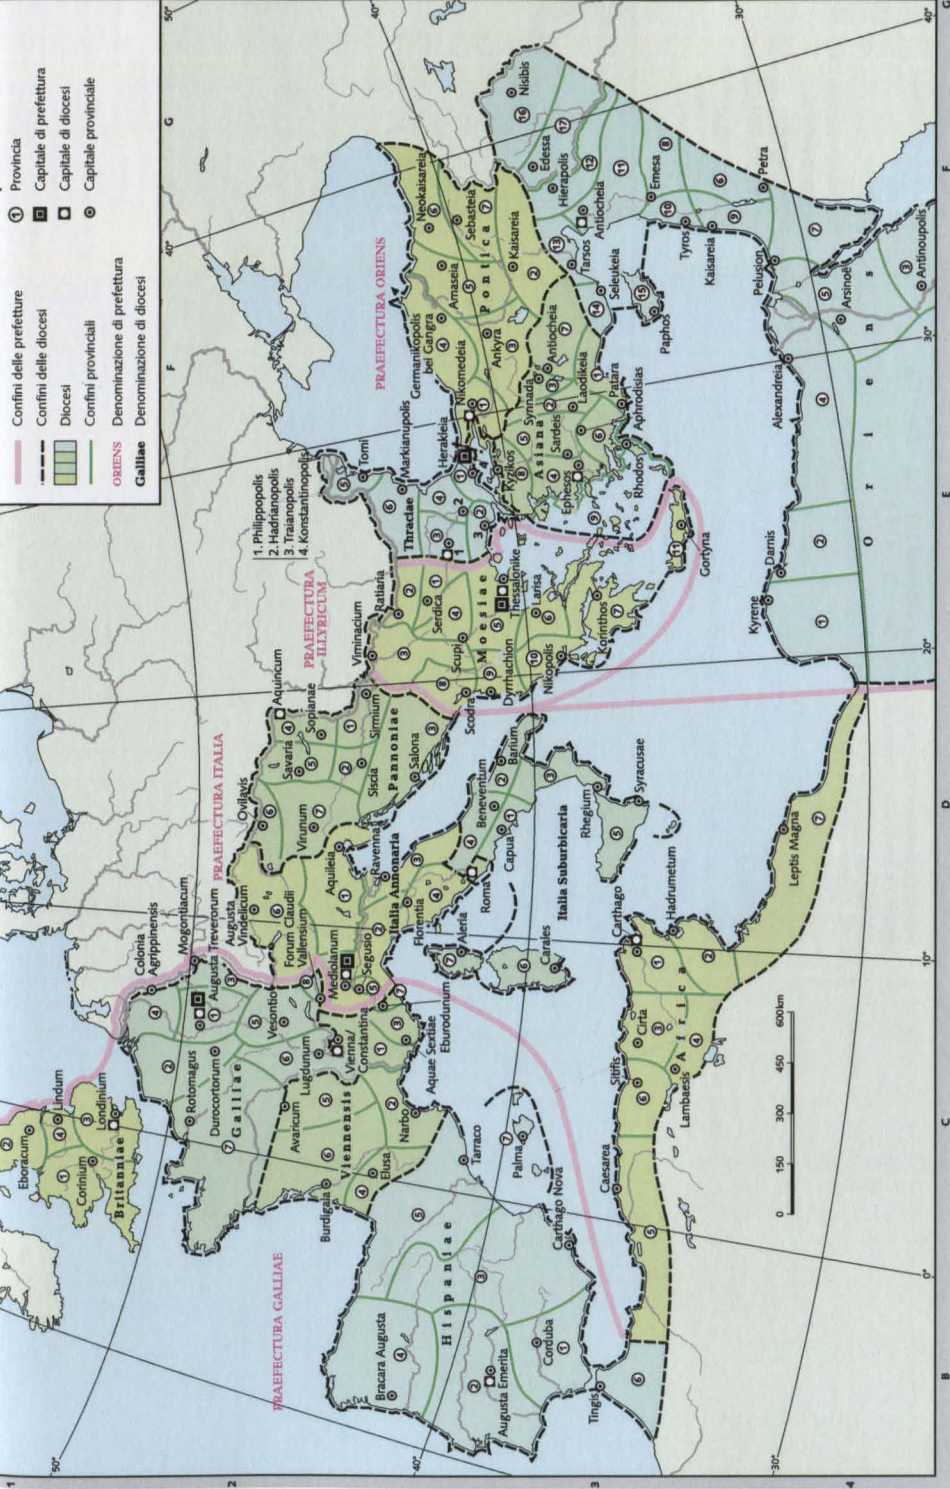 Confini delle prefetture
Confini delle diocesi
Diocesi
Confini provinciali
ORIENS Denominazione di prefettura
Galliae Denominazione di diocesi
1 Provincia
Capitale di prefettura
Capitale di diocesi
Capitale provinciale
PRAEFECTURA GALLIAE
PRAEFECTURA ITALIA
PRAEFECTURA
ILLYRICUM
PRAEFECTURA ORIENS
1. Philippopolis
2. Hadrianopolis
3. Traianopolis
4. Konstantinopolis
Britanniae
Eboracum
Lindum
Corinium
Londinium
Galliae
Colonia
Agrippinensis
Mogontiacum
Augusta Treverorum
Rotomagus
Durocortorum
Vesontio
Lugdunum
Viennensis
Avaricum
Vienna/
Constantina
Burdigala
Elusa
Narbo
Aquae Sextiae
Eburodunum
Hispaniae
Bracara Augusta
Augusta Emerita
Corduba
Tarraco
Palma
Carthago Nova
Tingis
Italia Annonaria
Augusta
Vindelicum
Forum Claudii
Vallensium
Mediolanum
Segusio
Aquileia
Ravenna
Florentia
Italia Suburbicaria
Roma
Aleria
Carales
Capua
Beneventum
Barium
Rhegium
Syracusae
Pannoniae
Ovilavis
Virunum
Savaria
Aquincum
Sopianae
Siscia
Sirmium
Salona
Africa
Caesarea
Sitifis
Cirta
Lambaesis
Carthago
Hadrumetum
Leptis Magna
Moesiae
Viminacium
Ratiaria
Serdica
Scupi
Scodra
Dyrrhachion
Thessalonike
Larisa
Nikopolis
Korinthos
Gortyna
Thraciae
Tomi
Markianupolis
Herakleia
Asiana
Kyzikos
Ephesos
Sardeis
Synnada
Laodikeia
Antiocheia
Patara
Aphrodisias
Rhodos
Pontica
Nikomedeia
Germanikopolis
bei Gangra
Ankyra
Amaseia
Neokaisareia
Sebasteia
Kaisareia
Oriens
Nisibis
Edessa
Hierapolis
Antiocheia
Tarsos
Seleukeia
Paphos
Emesa
Tyros
Kaisareia
Petra
Pelusion
Alexandreia
Arsinoë
Antinoupolis
Darnis
Kyrene
0 150 300 450 600km